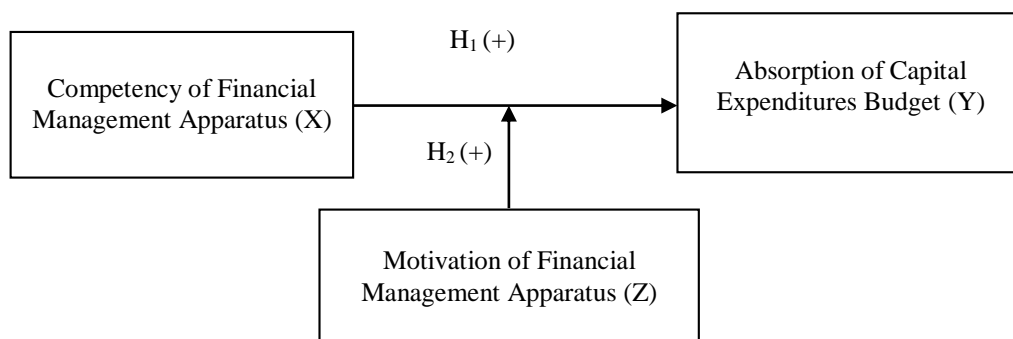 H₁ (+)
Competency of Financial
Management Apparatus (X)
Absorption of Capital
Expenditures Budget (Y)
H₂ (+)
Motivation of Financial
Management Apparatus (Z)